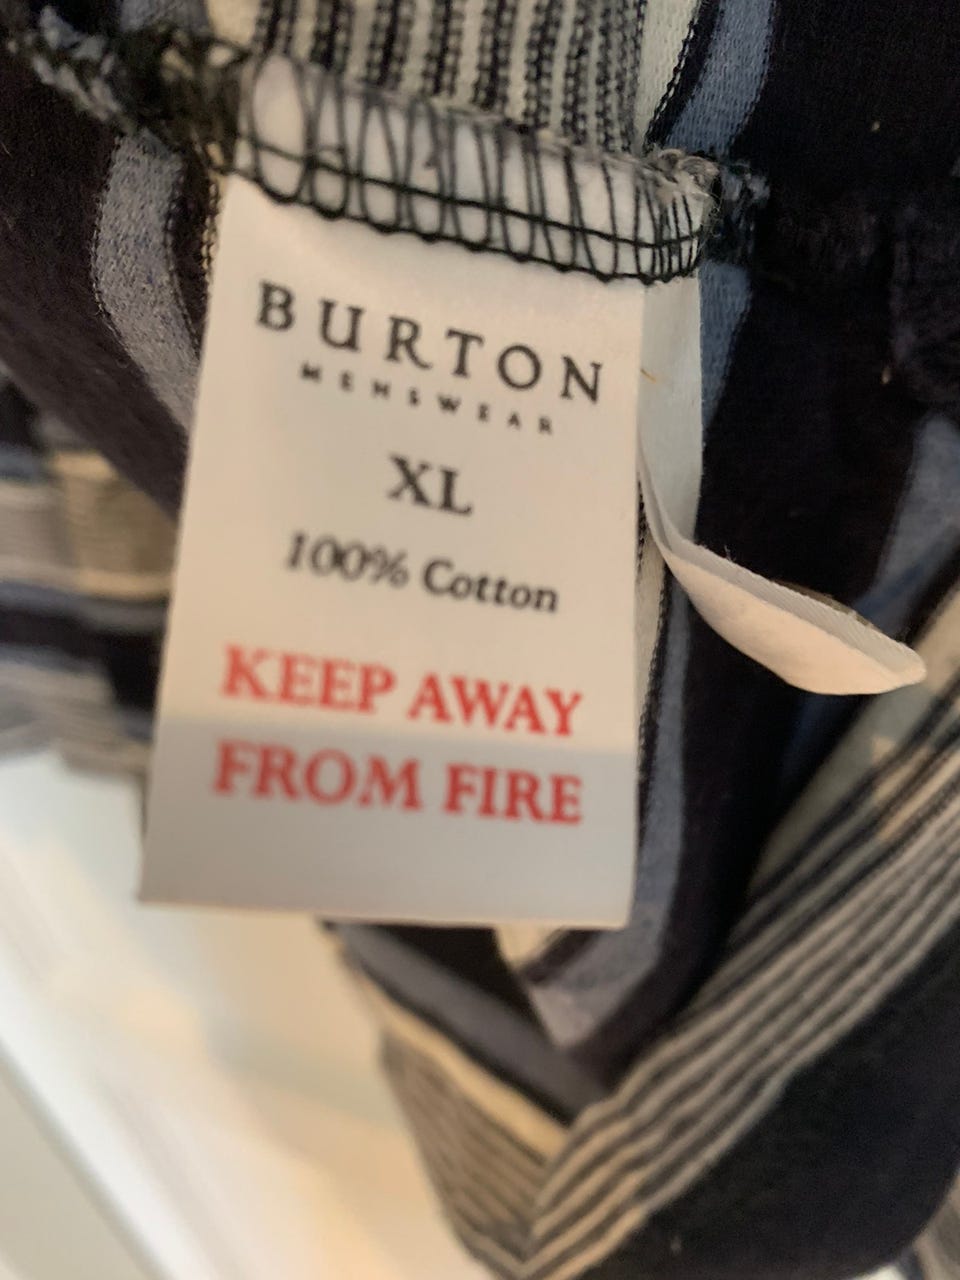 BURTON
MENSWEAR
XL
100% Cotton
KEEP AWAY
FROM FIRE